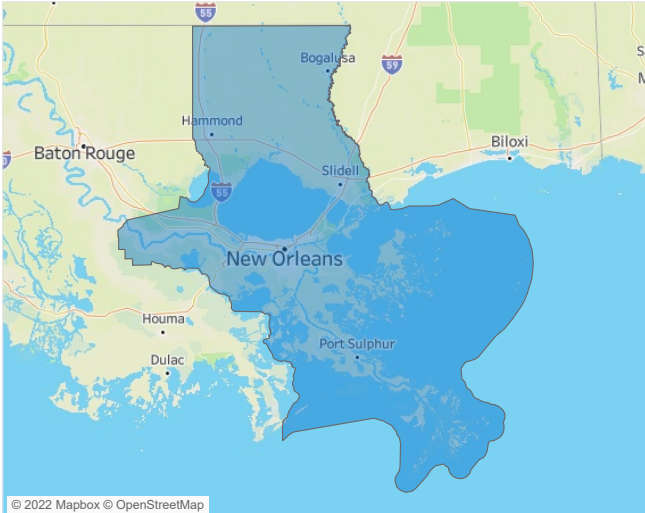 55
Bogalusa
59
S
Hammond
M
Biloxi
Baton Rouge
Slidell
55
New Orleans
Houma
Port Sulphur
Dulac
© 2022 Mapbox © OpenStreetMap